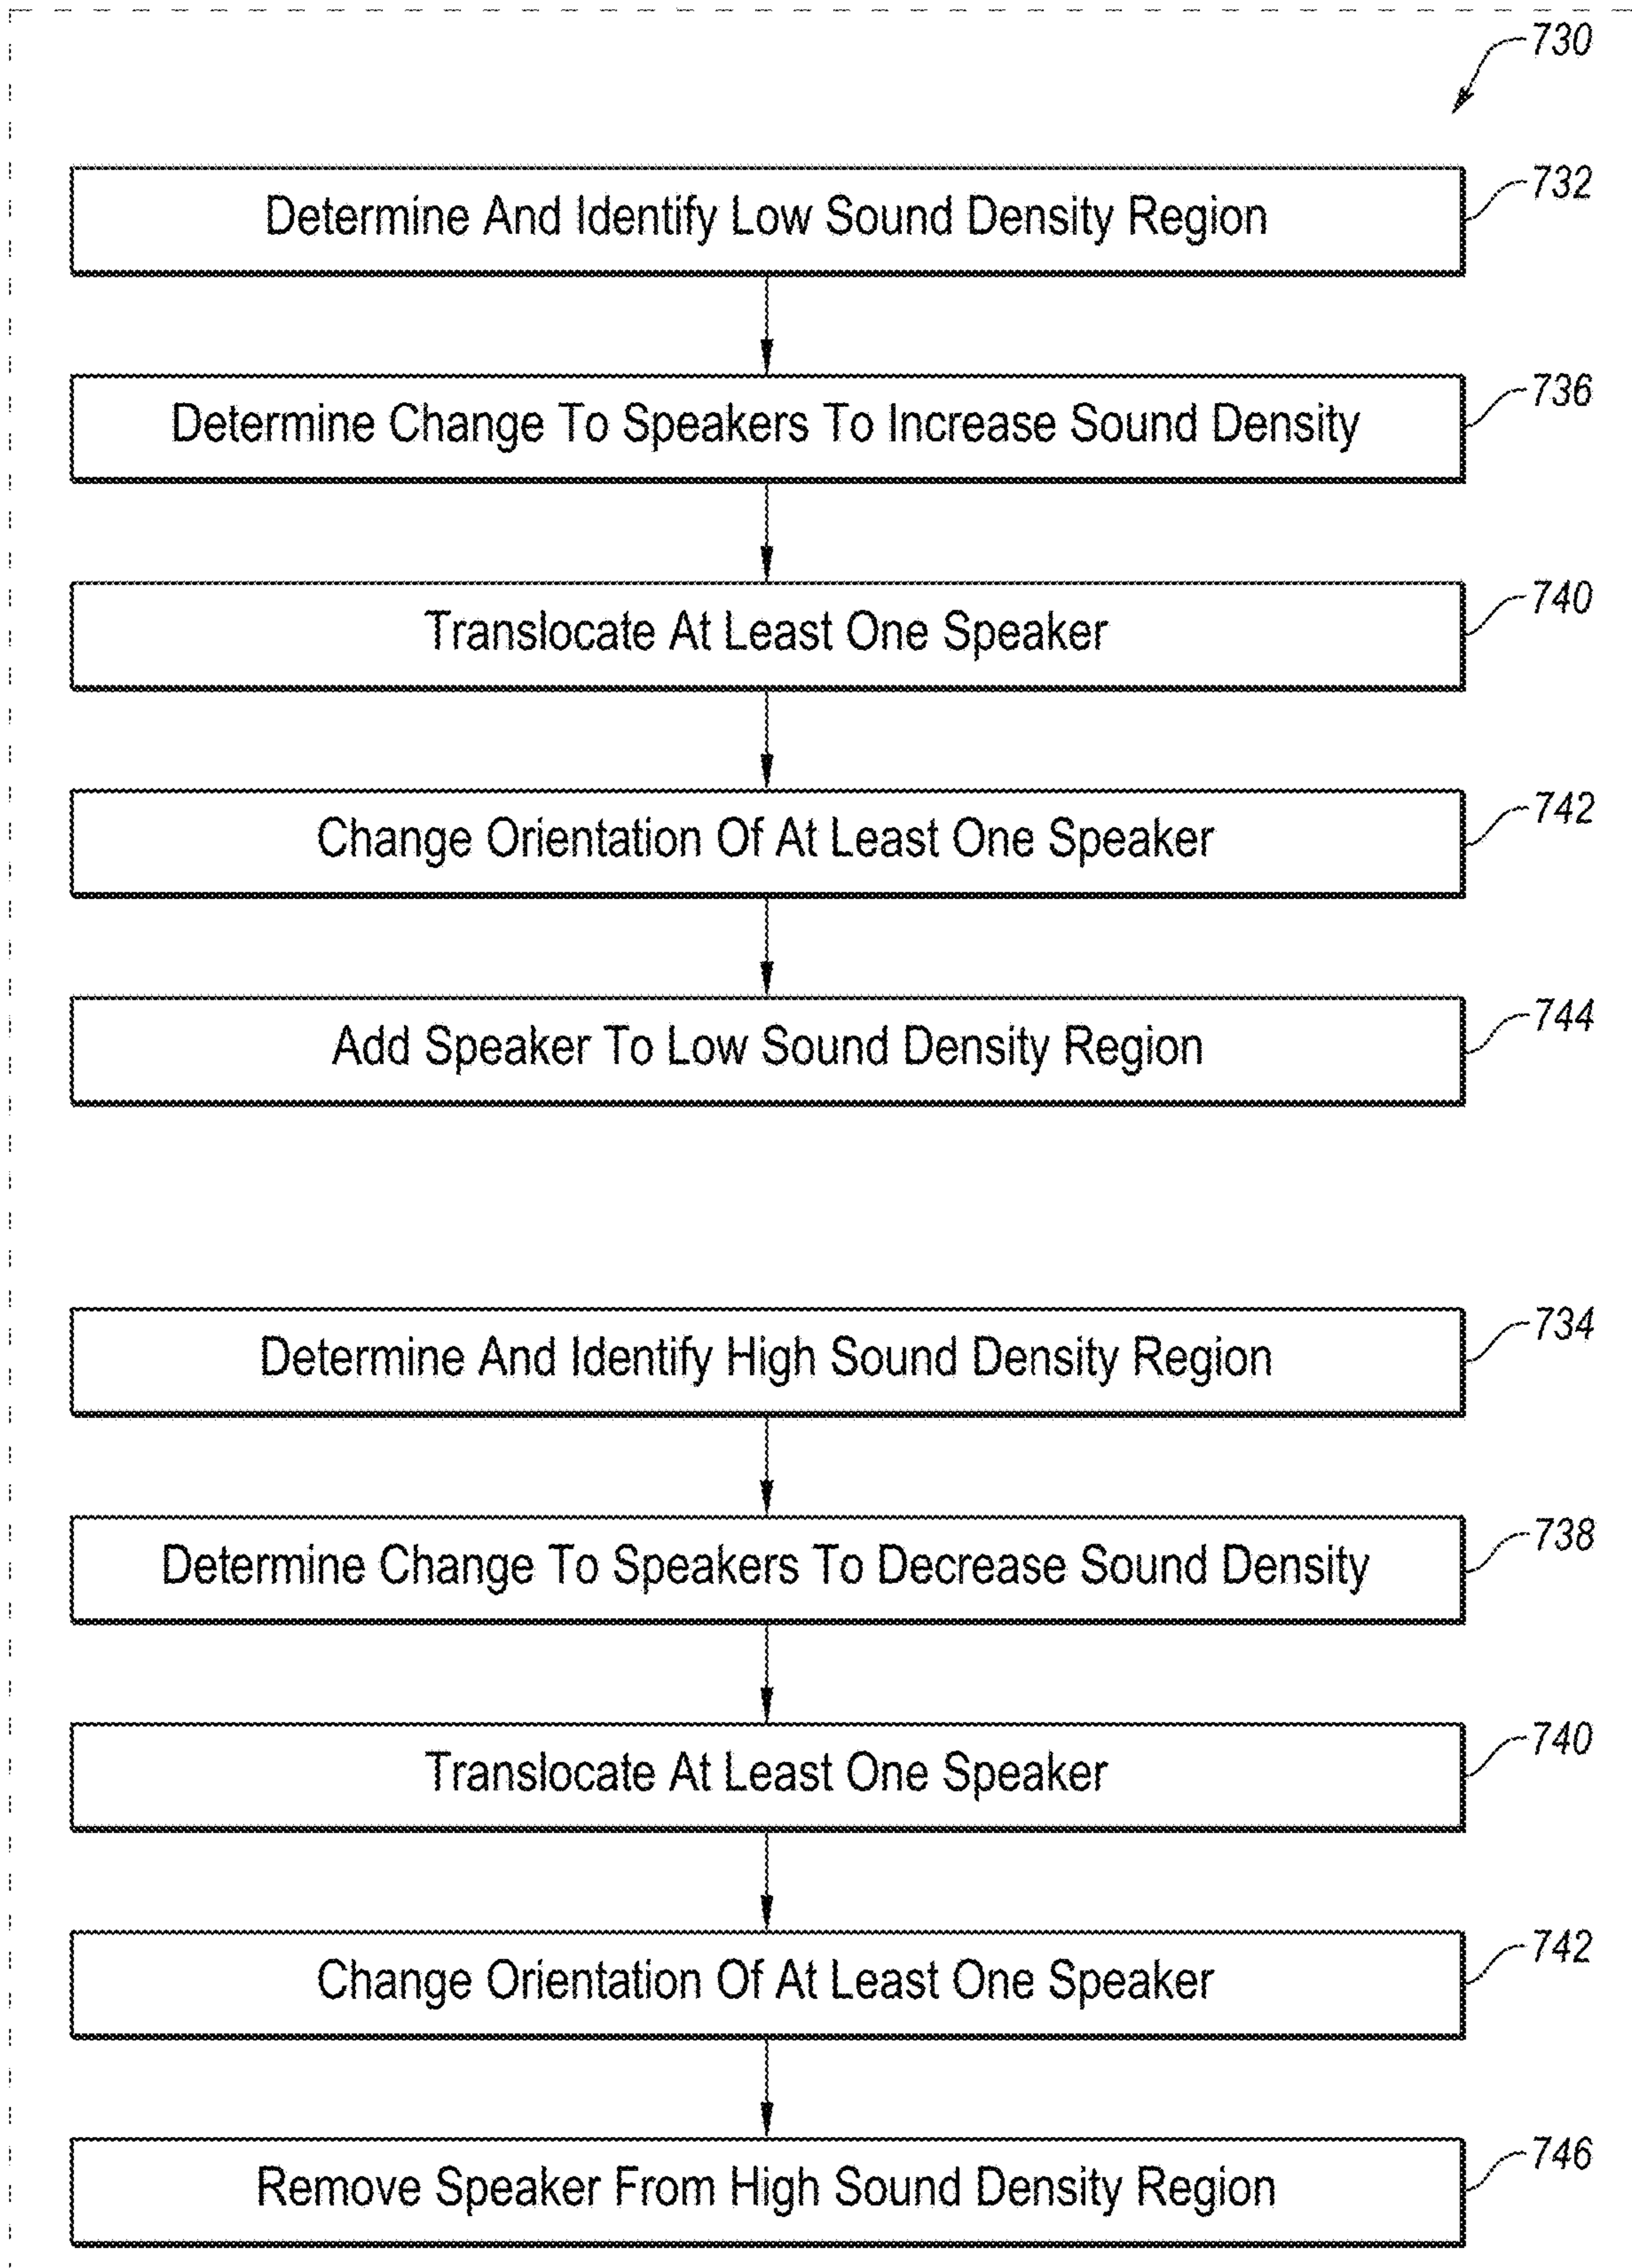 730
Determine And Identify Low Sound Density Region
732
Determine Change To Speakers To Increase Sound Density
736
Translocate At Least One Speaker
740
Change Orientation Of At Least One Speaker
742
Add Speaker To Low Sound Density Region
744
Determine And Identify High Sound Density Region
734
Determine Change To Speakers To Decrease Sound Density
738
Translocate At Least One Speaker
740
Change Orientation Of At Least One Speaker
742
Remove Speaker From High Sound Density Region
746